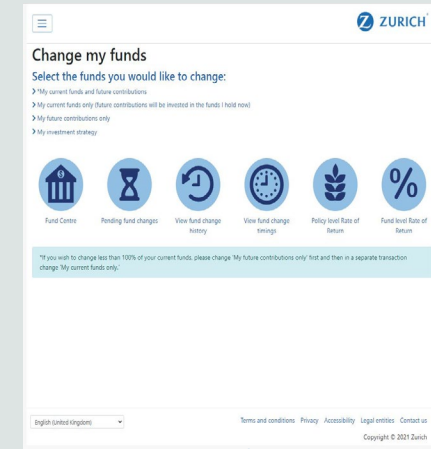 ZURICH
Change my funds
Select the funds you would like to change:
*My current funds and future contributions
My current funds only (future contributions will be invested in the funds I hold now)
My future contributions only
My investment strategy
Fund Centre
Pending fund changes
View fund change
history
View fund change
timings
Policy level Rate of
Return
Fund level Rate of
Return
*If you wish to change less than 100% of your current funds, please change 'My future contributions only' first and then in a separate transaction
change 'My current funds only.'
English (United Kingdom)
Terms and conditions Privacy Accessibility Legal entities Contact us
Copyright © 2021 Zurich